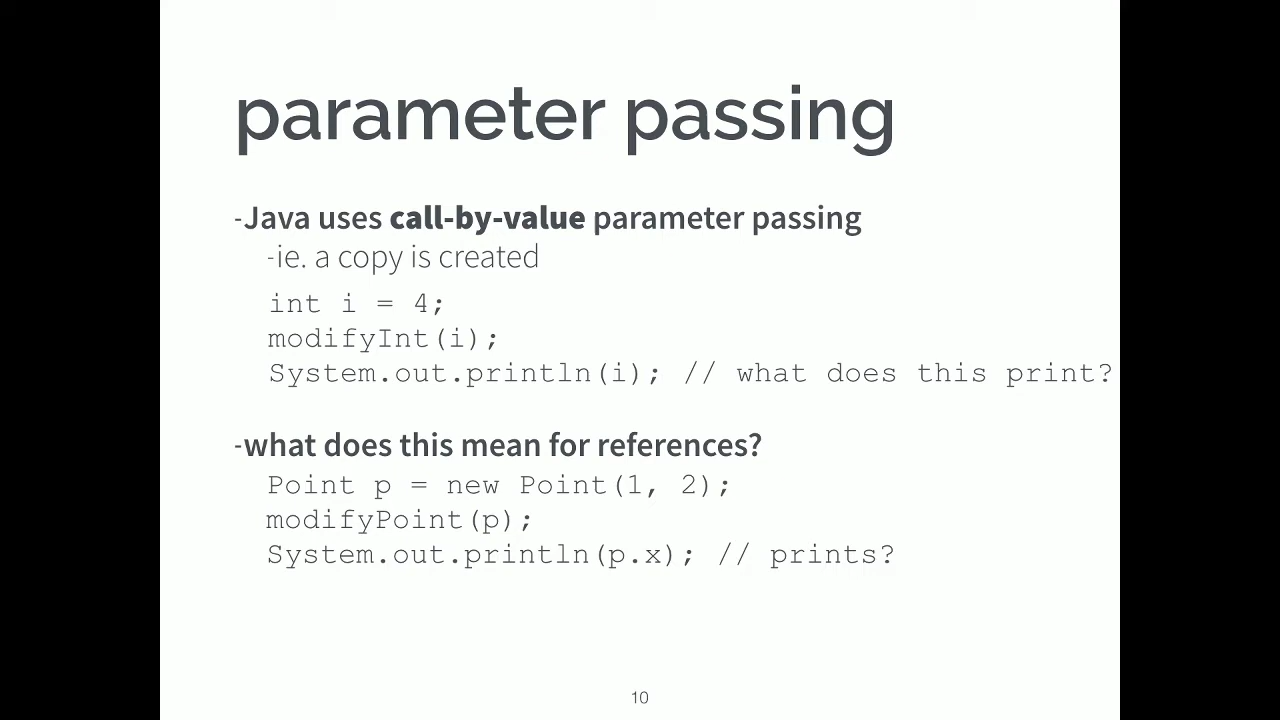 parameter passing
-Java uses call-by-value parameter passing
-ie. a copy is created
int i = 4;
modifyInt(i);
System.out.println(i); // what does this print?
-what does this mean for references?
Point p = new Point(1, 2);
modifyPoint(p);
System.out.println(p.x); // prints?
10